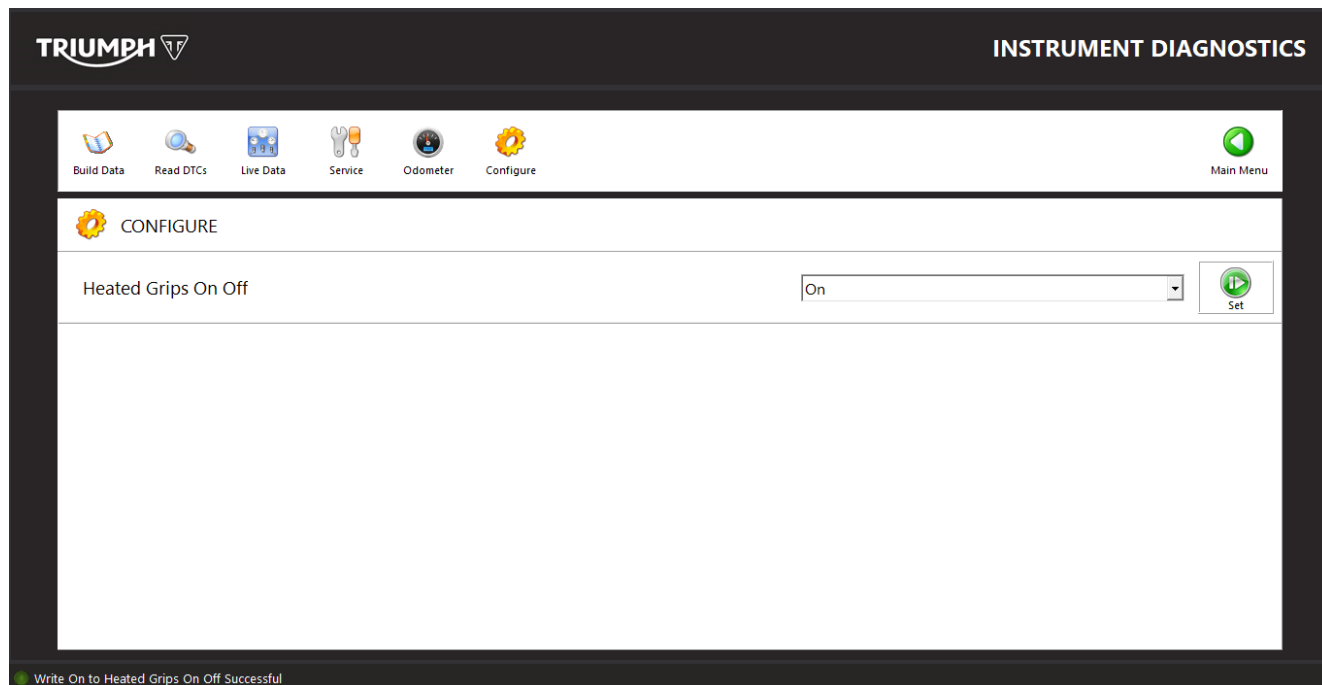 TRIUMPH
INSTRUMENT DIAGNOSTICS
Build Data Read DTCs Live Data Service Odometer Configure Main Menu
CONFIGURE
Heated Grips On Off On Set
Write On to Heated Grips On Off Successful